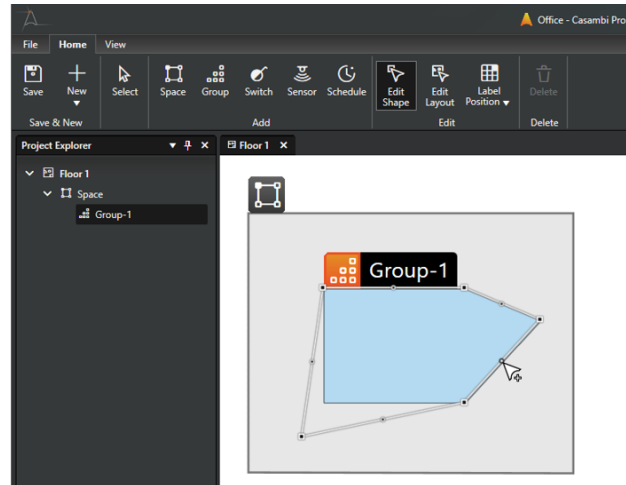 Office - Casambi Pro
File Home View
Save New Select Space Group Switch Sensor Schedule Edit Shape Edit Layout Label Position Delete
Save & New Add Edit Delete
Project Explorer Floor 1
Floor 1
Space
Group-1
Group-1